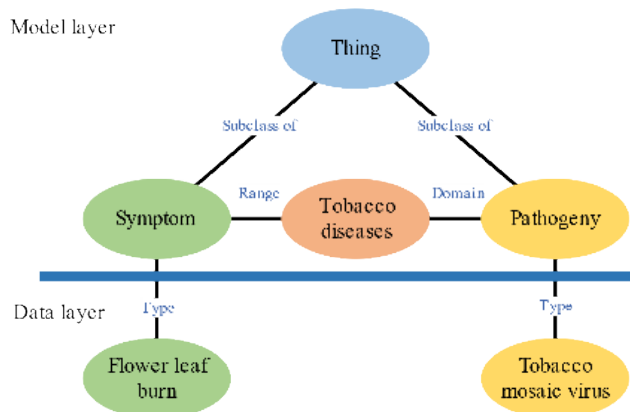 Model layer
Thing
Subclass of
Subclass of
Range
Domain
Symptom
Tobacco
diseases
Pathogeny
Data layer
Type
Type
Flower leaf
burn
Tobacco
mosaic virus